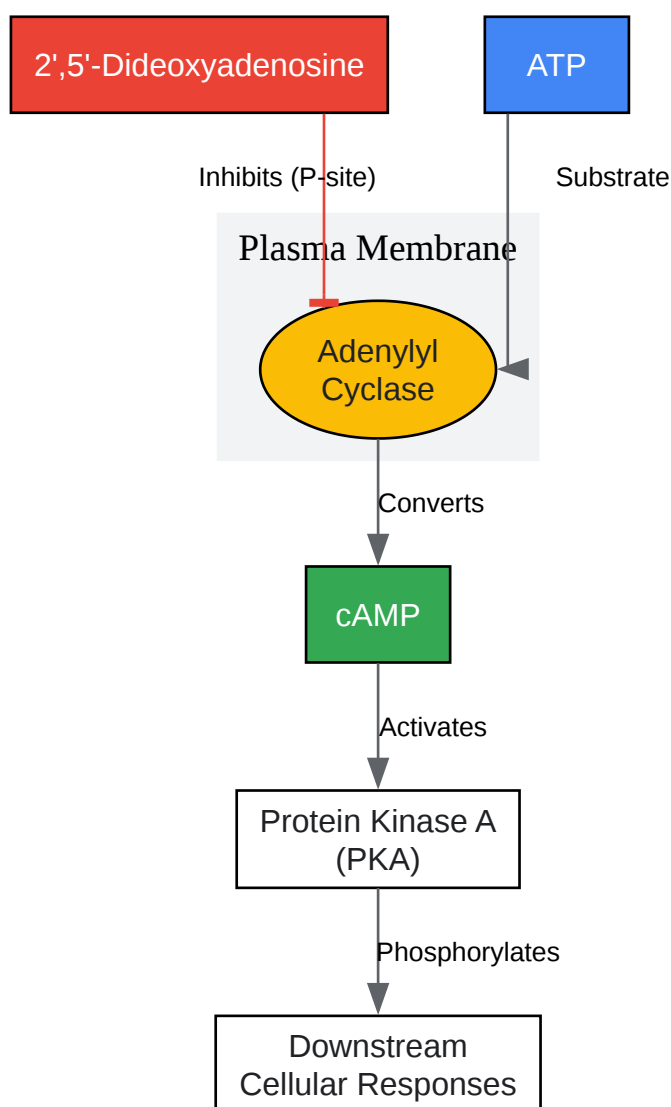 2',5'-Dideoxyadenosine
ATP
Inhibits (P-site)
Substrate
Plasma Membrane
Adenylyl
Cyclase
Converts
cAMP
Activates
Protein Kinase A
(PKA)
Phosphorylates
Downstream
Cellular Responses